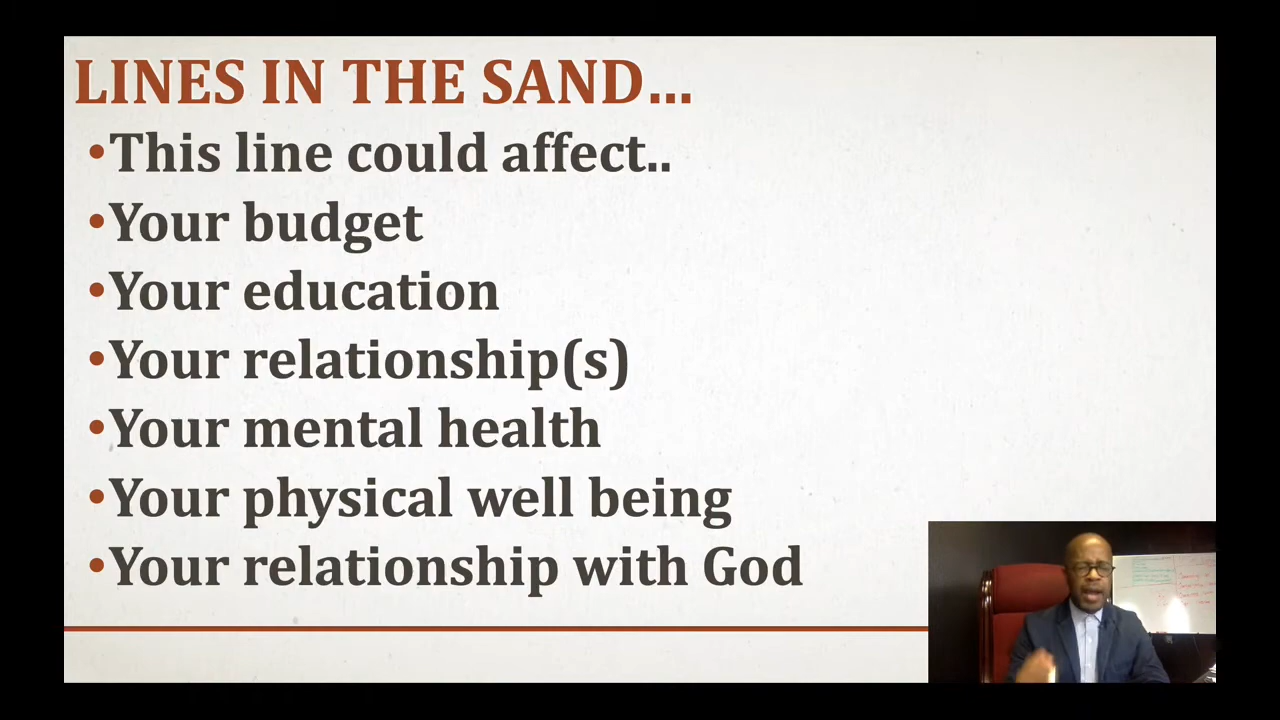 LINES IN THE SAND...
•This line could affect..
•Your budget
•Your education
•Your relationship(s)
•Your mental health
•Your physical well being
•Your relationship with God